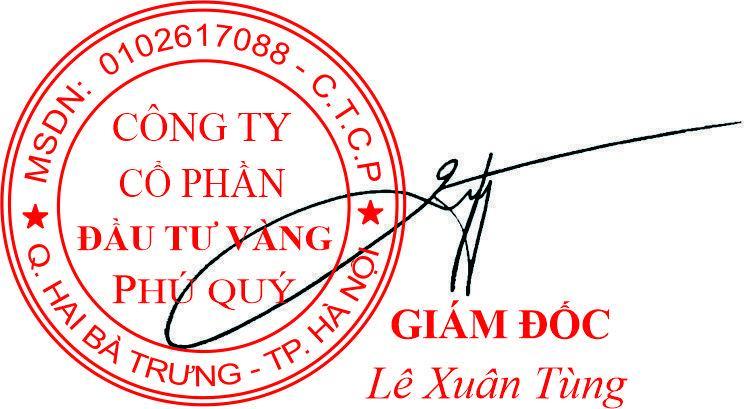 MSDN: 0102617088 - C.T.C.P
CÔNG TY
CỔ PHẦN
ĐẦU TƯ VÀNG
PHÚ QUÝ
Q. HAI BÀ TRƯNG - TP. HÀ NỘI
GIÁM ĐỐC
Lê Xuân Tùng